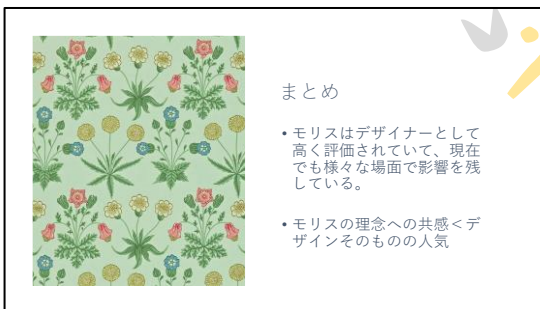 まとめ
• モリスはデザイナーとして
高く評価されていて、現在
でも様々な場面で影響を残
している。
• モリスの理念への共感＜デ
ザインそのものの人気